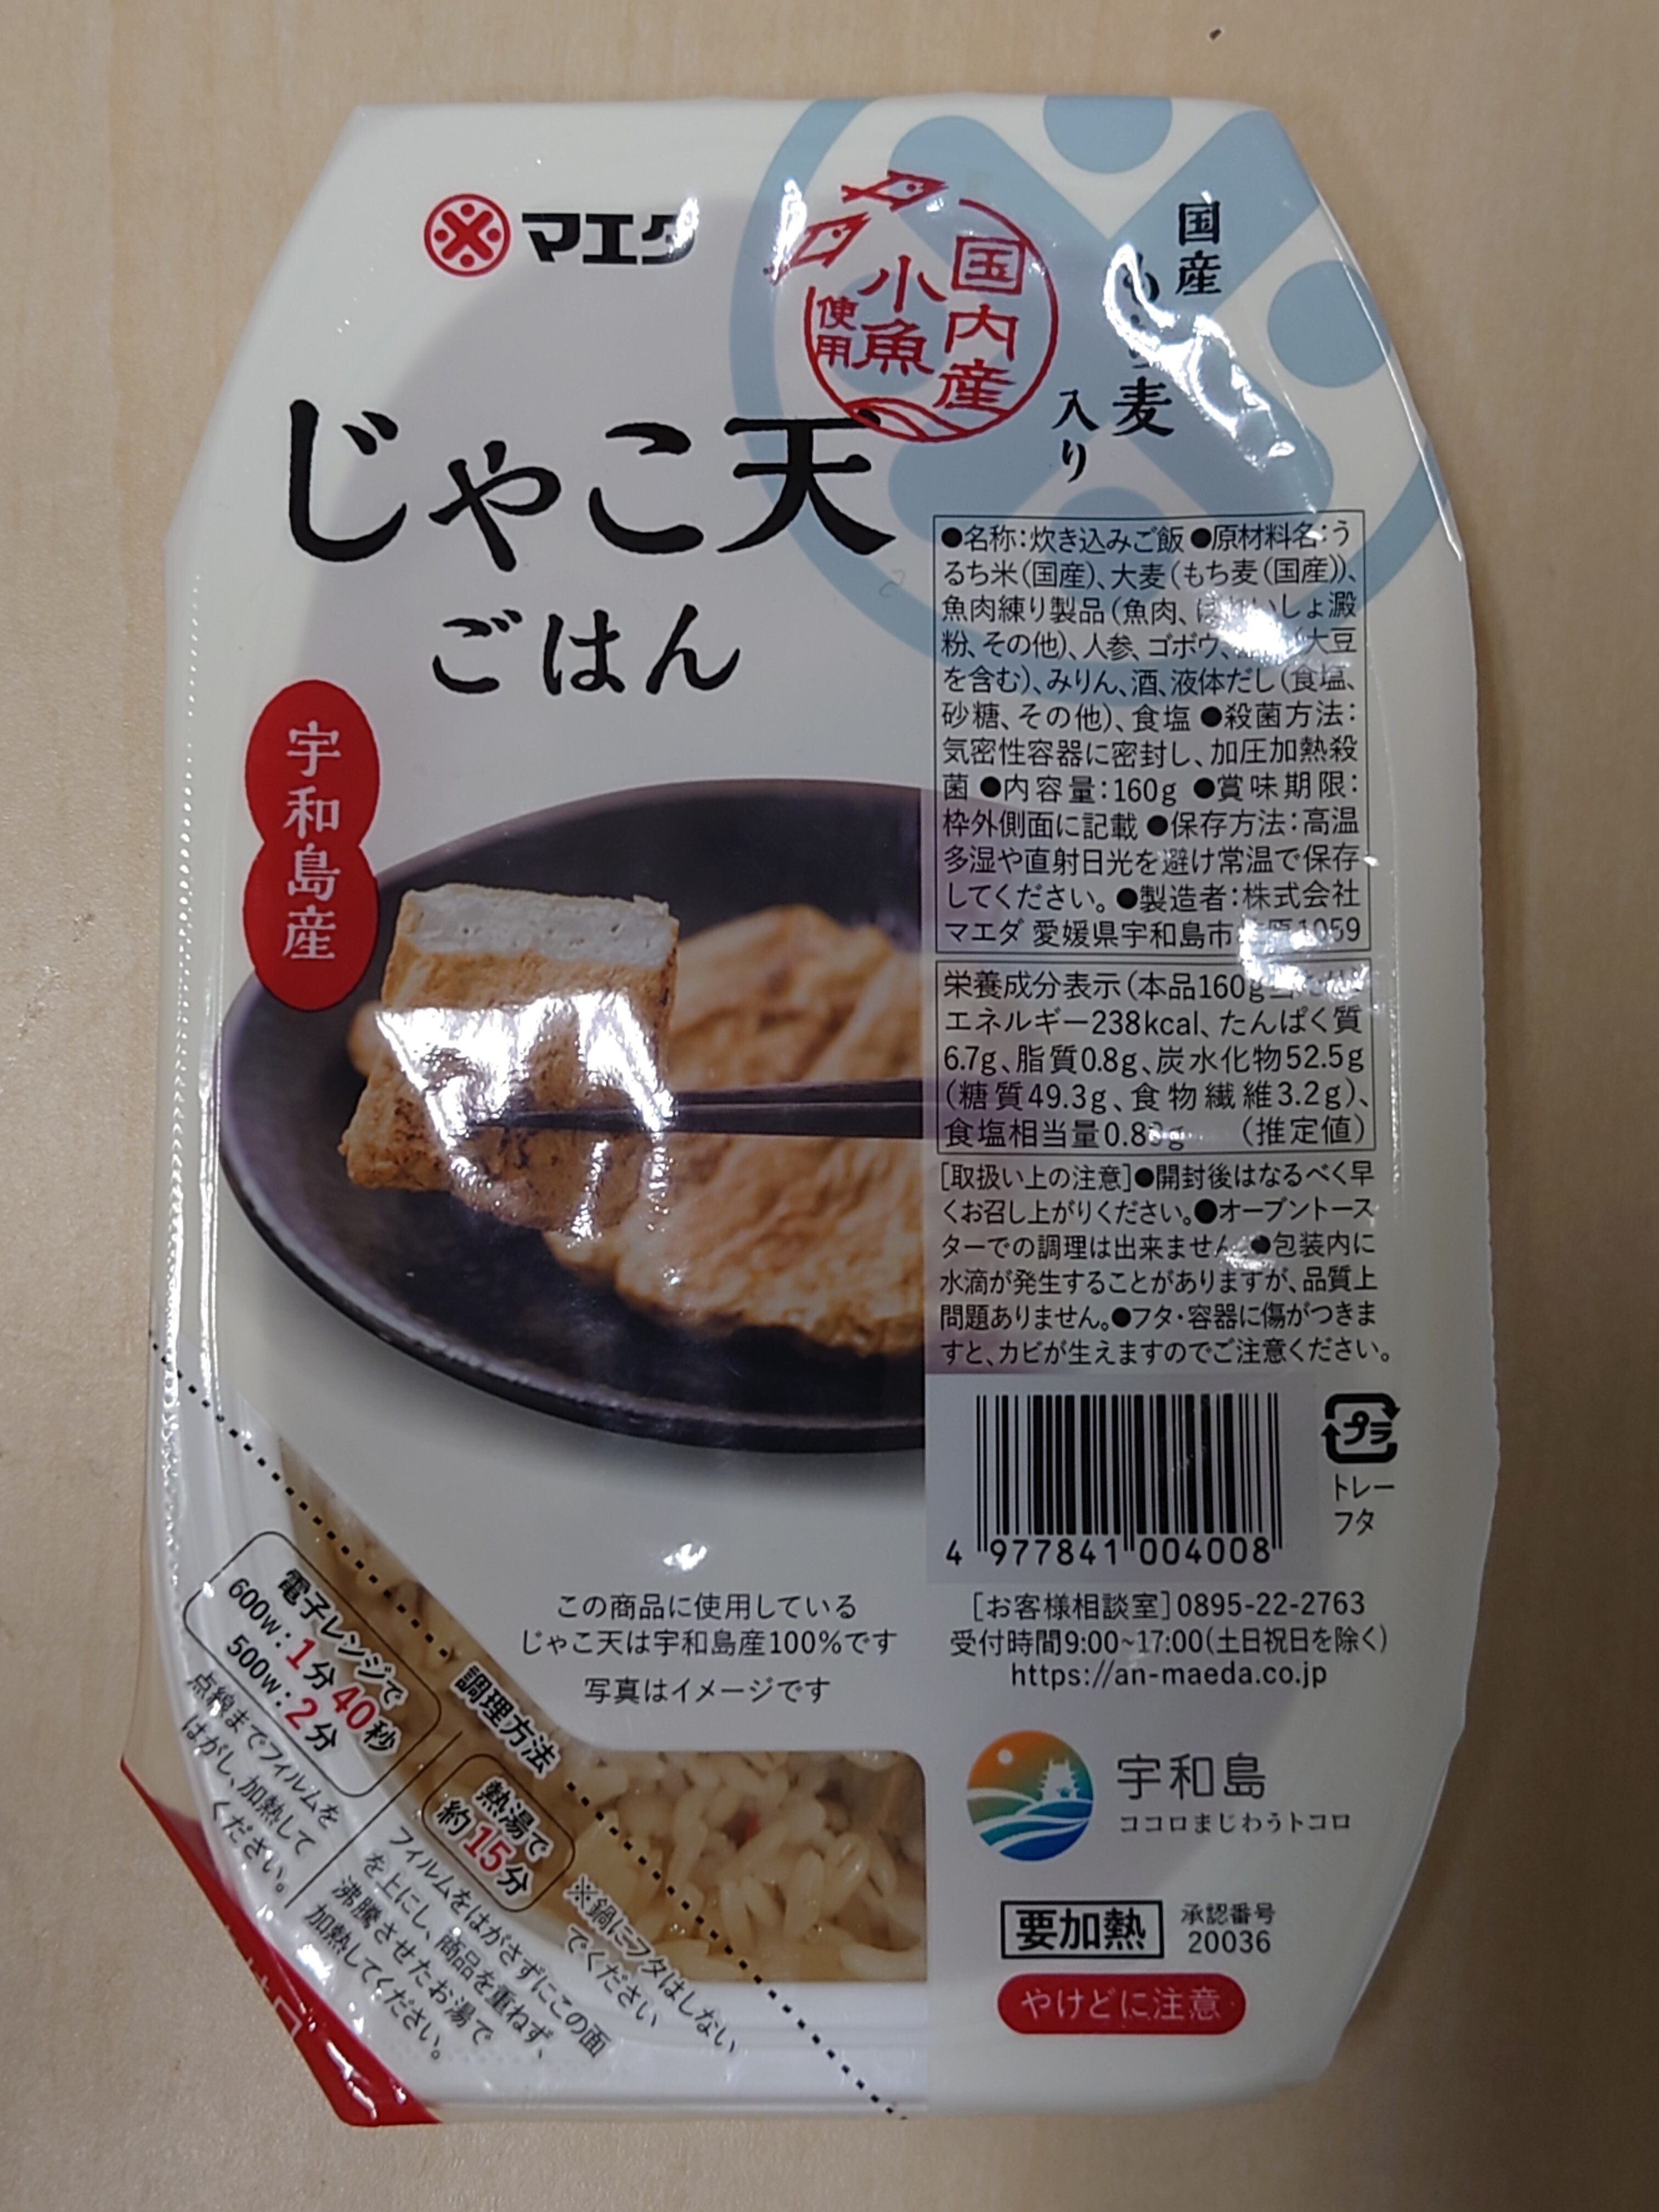 マエダ
国内産
小魚
使用
国産
麦
入り
じゃこ天
ごはん
宇和島産
●名称:炊き込みご飯 ●原材料名:う
るち米(国産)、大麦(もち麦(国産))、
魚肉練り製品(魚肉、しょ澱
粉、その他)、人参、ゴボウ、(大豆
を含む)、みりん、酒、液体だし(食塩、
砂糖、その他)、食塩 ●殺菌方法:
気密性容器に密封し、加圧加熱殺
菌 ●内容量:160g ●賞味期限:
枠外側面に記載 ●保存方法:高温
多湿や直射日光を避け常温で保存
してください。●製造者:株式会社
マエダ 愛媛県宇和島市 1059
栄養成分表示(本品160g
エネルギー238kcal、たんぱく質
6.7g、脂質0.8g、炭水化物52.5g
(糖質49.3g、食物繊維3.2g)、
食塩相当量 (推定値)
[取扱い上の注意]●開封後はなるべく早
くお召し上がりください。●オーブントース
ターでの調理は出来ません。●包装内に
水滴が発生することがありますが、品質上
問題ありません。●フタ・容器に傷がつきま
すと、カビが生えますのでご注意ください。
プラ
トレー
フタ
4 977841 004008
[お客様相談室]0895-22-2763
受付時間9:00~17:00(土日祝日を除く)
https://an-maeda.co.jp
この商品に使用している
じゃこ天は宇和島産100%です
写真はイメージです
宇和島
ココロまじわうトコロ
要加熱
承認番号
20036
やけどに注意
調理方法
電子レンジで
600w:1分40秒
500w:2分
点線までフィルムを
はがし、加熱して
ください。
熱湯で
約15分
※鍋にフタはしない
でください
フィルムをはがさずにこの面
を上にし、商品を重ねず、
沸騰させたお湯で
加熱してください。